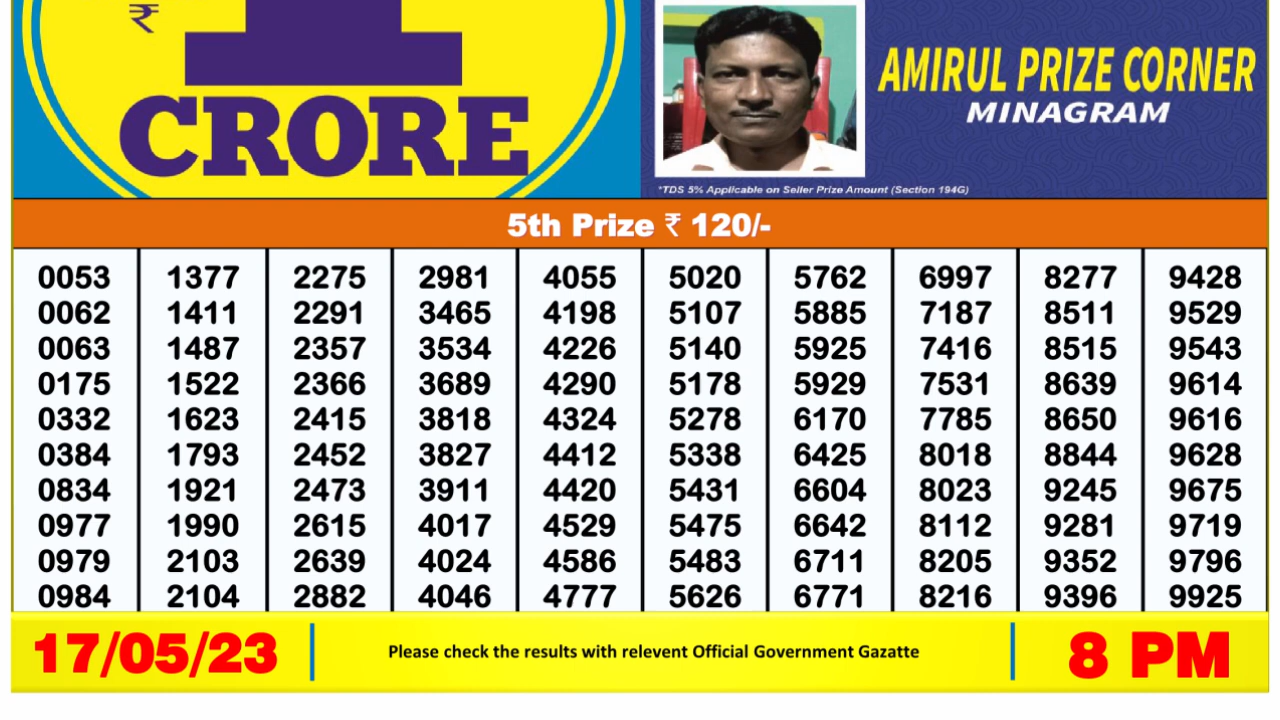 ₹ 1
CRORE
AMIRUL PRIZE CORNER
MINAGRAM
*TDS 5% Applicable on Seller Prize Amount (Section 194G)
5th Prize ₹ 120/-
0053 1377 2275 2981 4055 5020 5762 6997 8277 9428
0062 1411 2291 3465 4198 5107 5885 7187 8511 9529
0063 1487 2357 3534 4226 5140 5925 7416 8515 9543
0175 1522 2366 3689 4290 5178 5929 7531 8639 9614
0332 1623 2415 3818 4324 5278 6170 7785 8650 9616
0384 1793 2452 3827 4412 5338 6425 8018 8844 9628
0834 1921 2473 3911 4420 5431 6604 8023 9245 9675
0977 1990 2615 4017 4529 5475 6642 8112 9281 9719
0979 2103 2639 4024 4586 5483 6711 8205 9352 9796
0984 2104 2882 4046 4777 5626 6771 8216 9396 9925
17/05/23 Please check the results with relevent Official Government Gazatte 8 PM